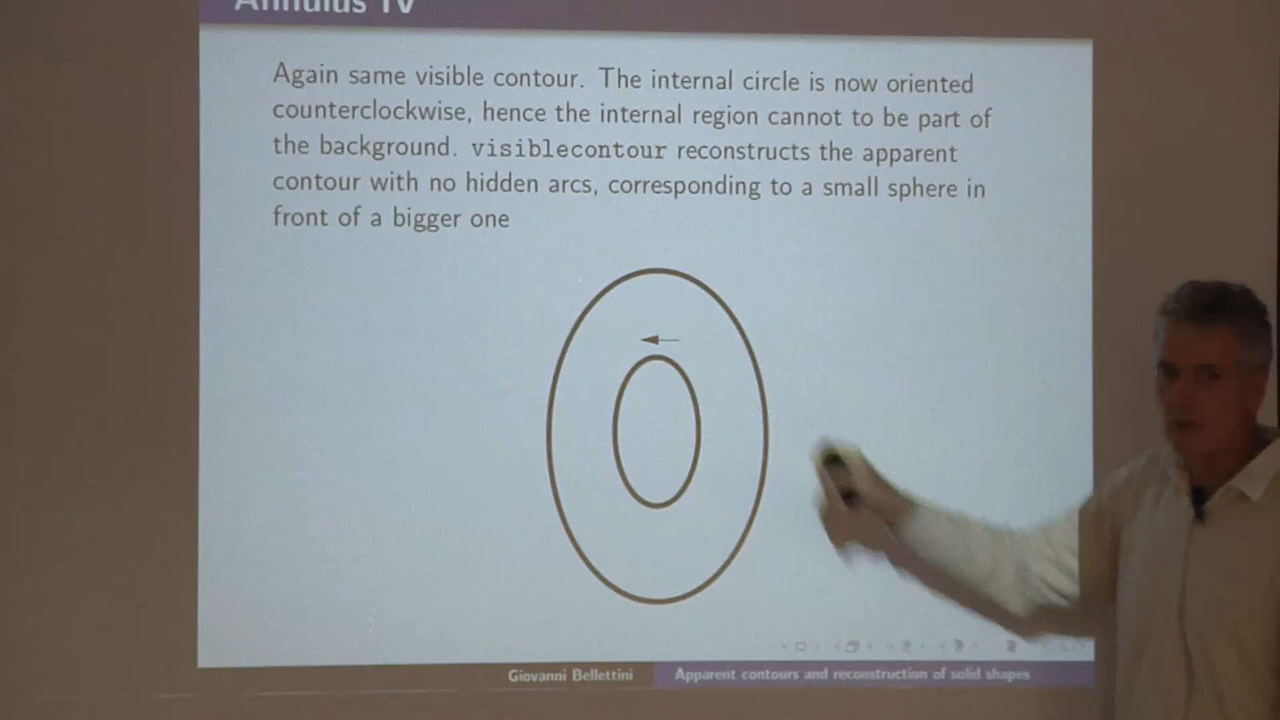 Annulus IV
Again same visible contour. The internal circle is now oriented
counterclockwise, hence the internal region cannot to be part of
the background. visiblecontour reconstructs the apparent
contour with no hidden arcs, corresponding to a small sphere in
front of a bigger one
Giovanni Bellettini Apparent contours and reconstruction of solid shapes